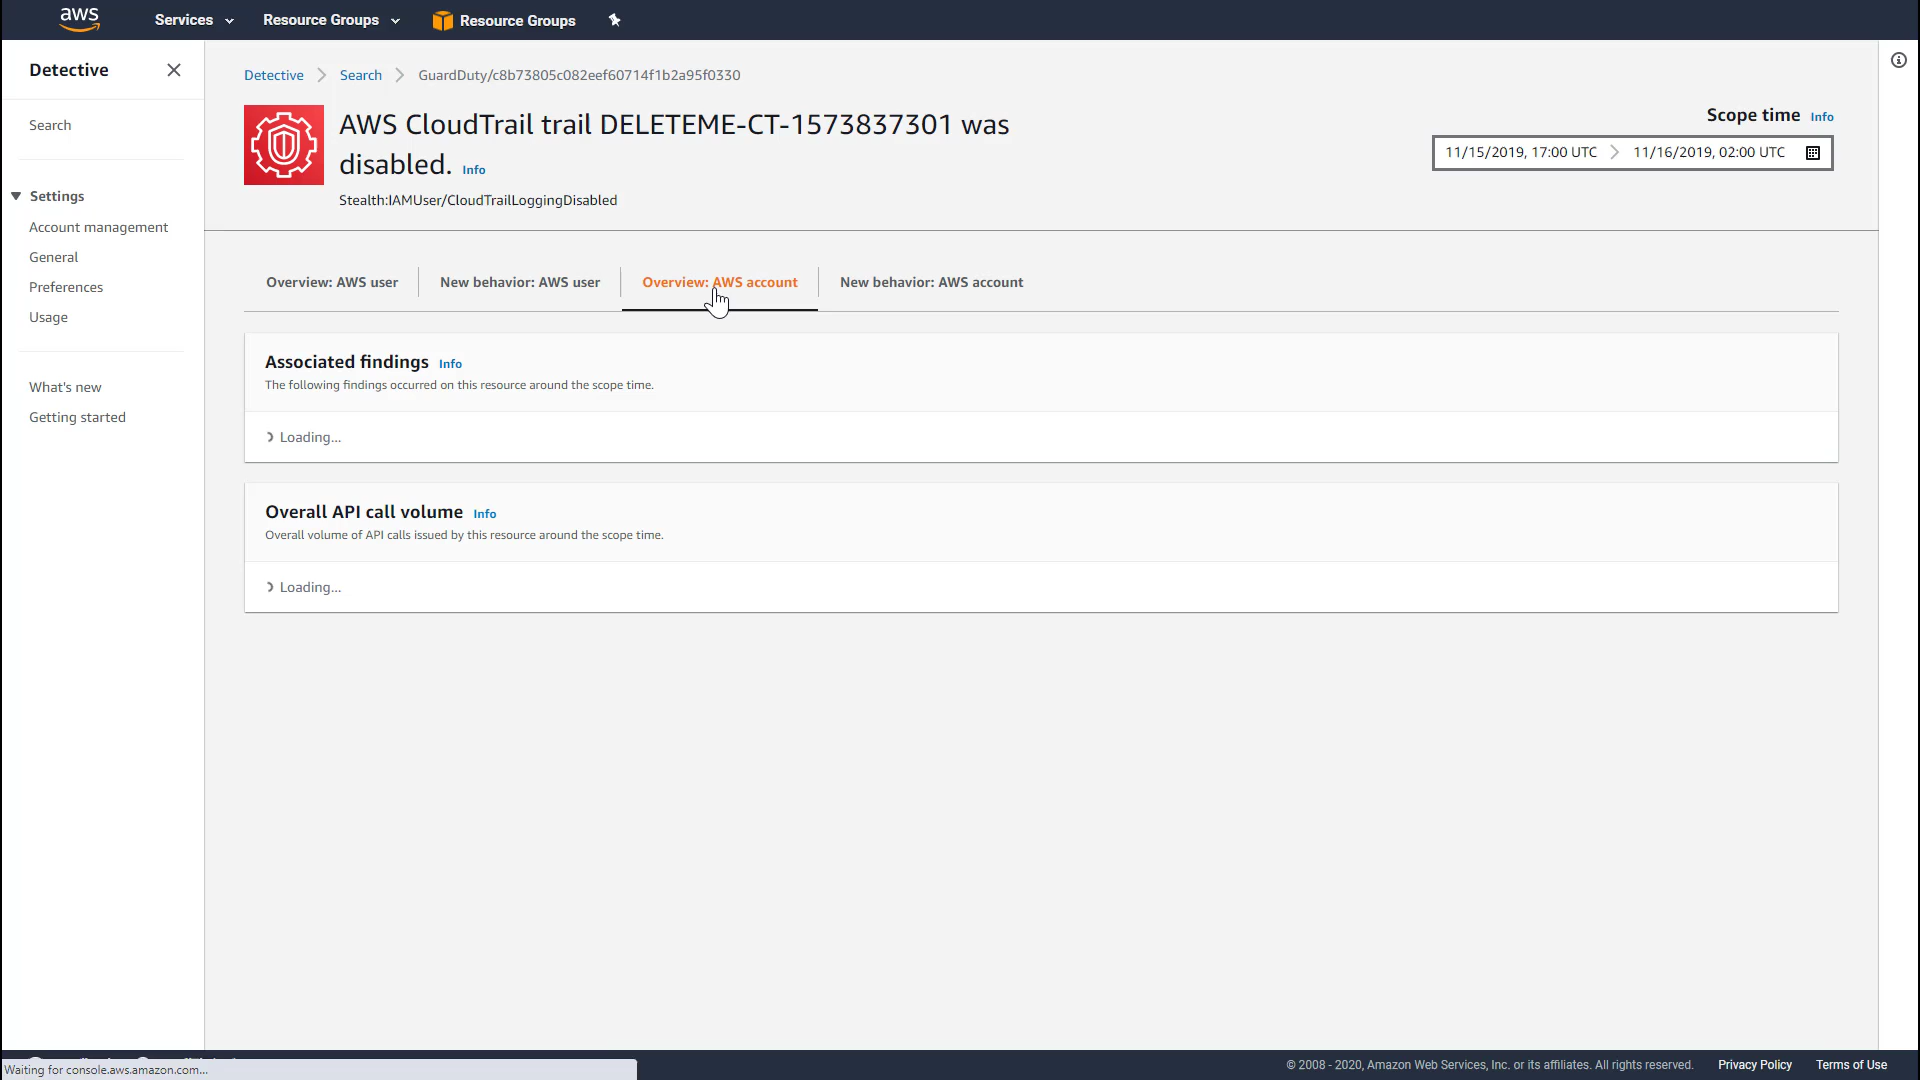 aws
Services
Resource Groups
Resource Groups
Detective
Search
Settings
Account management
General
Preferences
Usage
What's new
Getting started
Detective
Search
GuardDuty/c8b73805c082eef60714f1b2a95f0330
AWS CloudTrail trail DELETEME-CT-1573837301 was
disabled. Info
Stealth:IAMUser/CloudTrailLoggingDisabled
Scope time Info
11/15/2019, 17:00 UTC
11/16/2019, 02:00 UTC
Overview: AWS user
New behavior: AWS user
Overview: AWS account
New behavior: AWS account
Associated findings Info
The following findings occurred on this resource around the scope time.
Loading...
Overall API call volume Info
Overall volume of API calls issued by this resource around the scope time.
Loading...
Waiting for console.aws.amazon.com...
© 2008 - 2020, Amazon Web Services, Inc. or its affiliates. All rights reserved.
Privacy Policy
Terms of Use